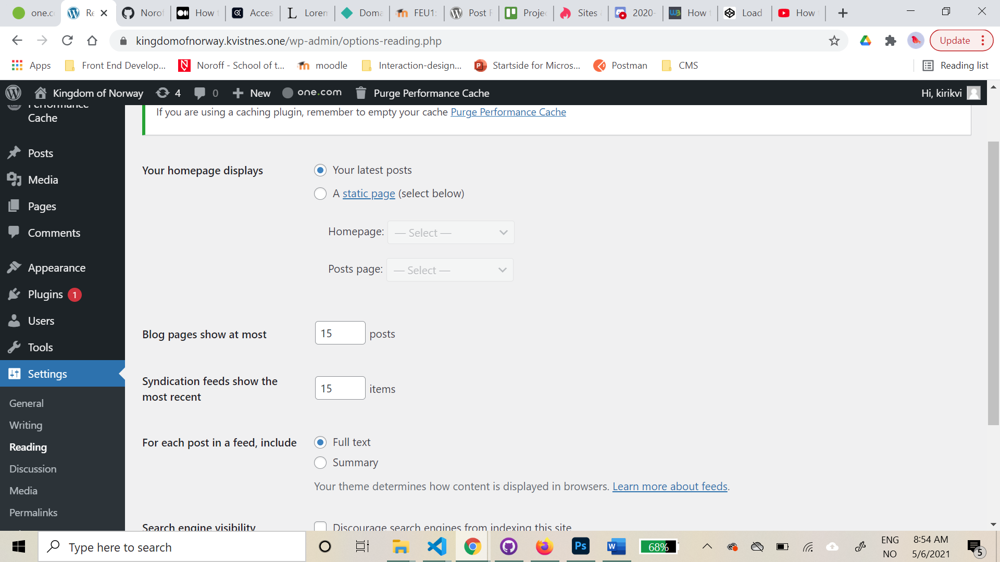 one.c
Re
Norof
How t
Acces
Lorem
Doma
FEU1:
Post F
Projec
Sites
2020-
How t
Load
How
kingdomofnorway.kvistnes.one/wp-admin/options-reading.php
Update
Apps
Front End Develop...
Noroff - School of t...
moodle
Interaction-design...
Startside for Micros...
Postman
CMS
Reading list
Kingdom of Norway
4
0
New
one.com
Purge Performance Cache
Hi, kirikvi
Performance
Cache
If you are using a caching plugin, remember to empty your cache Purge Performance Cache
Posts
Media
Pages
Comments
Appearance
Plugins 1
Users
Tools
Settings
General
Writing
Reading
Discussion
Media
Permalinks
Your homepage displays
Your latest posts
A static page (select below)
Homepage: — Select —
Posts page: — Select —
Blog pages show at most
15 posts
Syndication feeds show the
most recent
15 items
For each post in a feed, include
Full text
Summary
Your theme determines how content is displayed in browsers. Learn more about feeds.
Search engine visibility
Discourage search engines from indexing this site
Type here to search
Ps
W
68%
ENG
NO
8:54 AM
5/6/2021
5